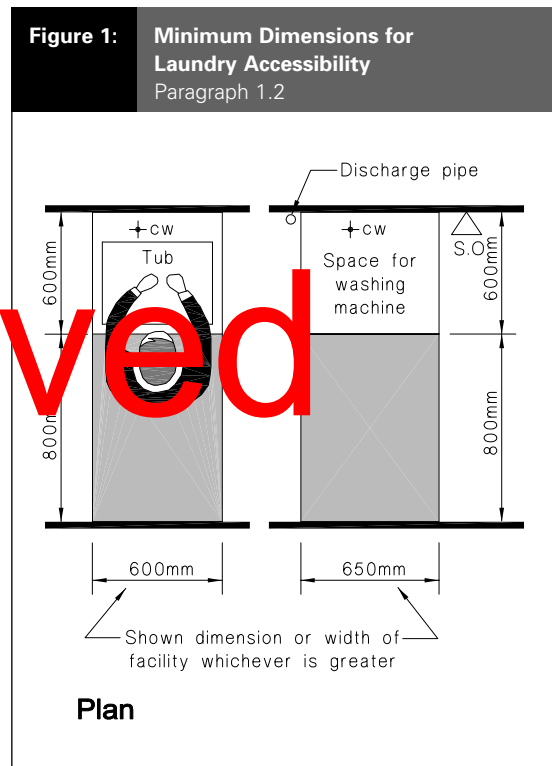 Figure 1:
Minimum Dimensions for
Laundry Accessibility
Paragraph 1.2
Discharge pipe
cw
cw
S.O
Tub
Space for
washing
machine
600mm
600mm
ved
800mm
800mm
600mm
650mm
Shown dimension or width of
facility whichever is greater
Plan